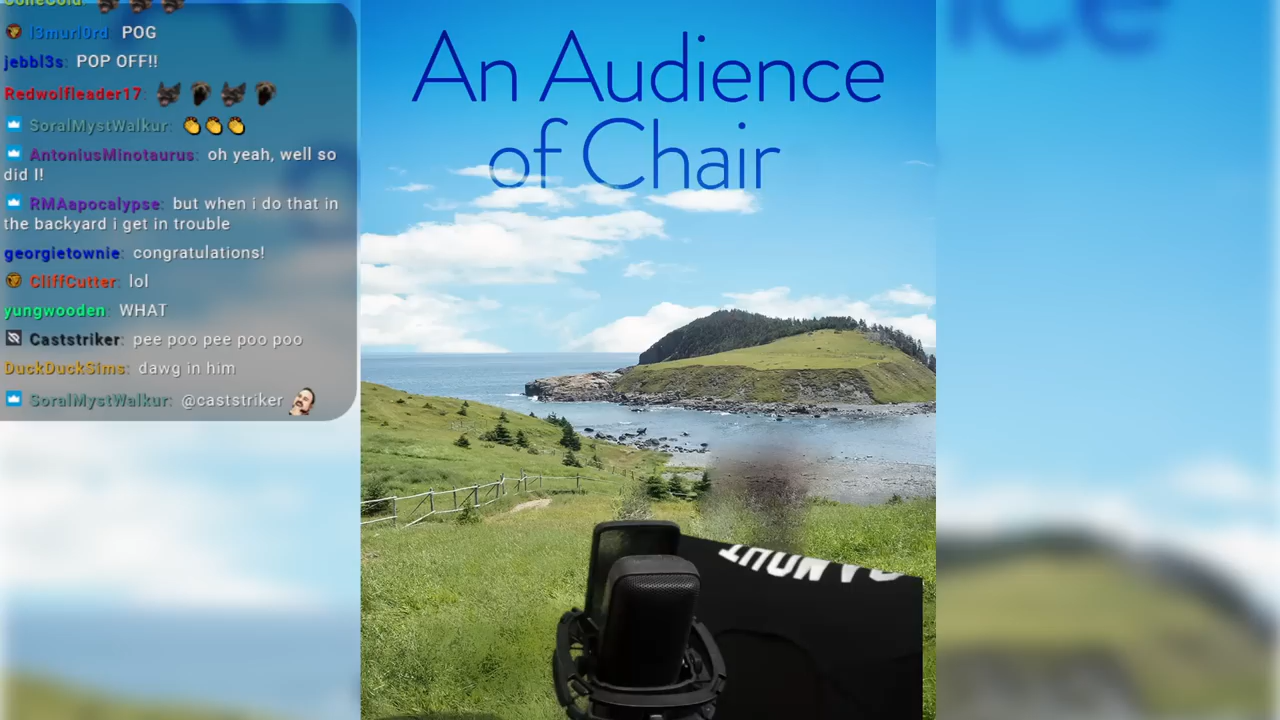 l3murl0rd: POG
jebbl3s: POP OFF!!
Redwolfleader17:
SoralMystWalkur:
AntoniusMinotaurus: oh yeah, well so
did I!
RMAapocalypse: but when i do that in
the backyard i get in trouble
georgietownie: congratulations!
CliffCutter: lol
yungwooden: WHAT
Caststriker: pee poo pee poo poo
DuckDuckSims: dawg in him
SoralMystWalkur: @caststriker
An Audience
of Chair